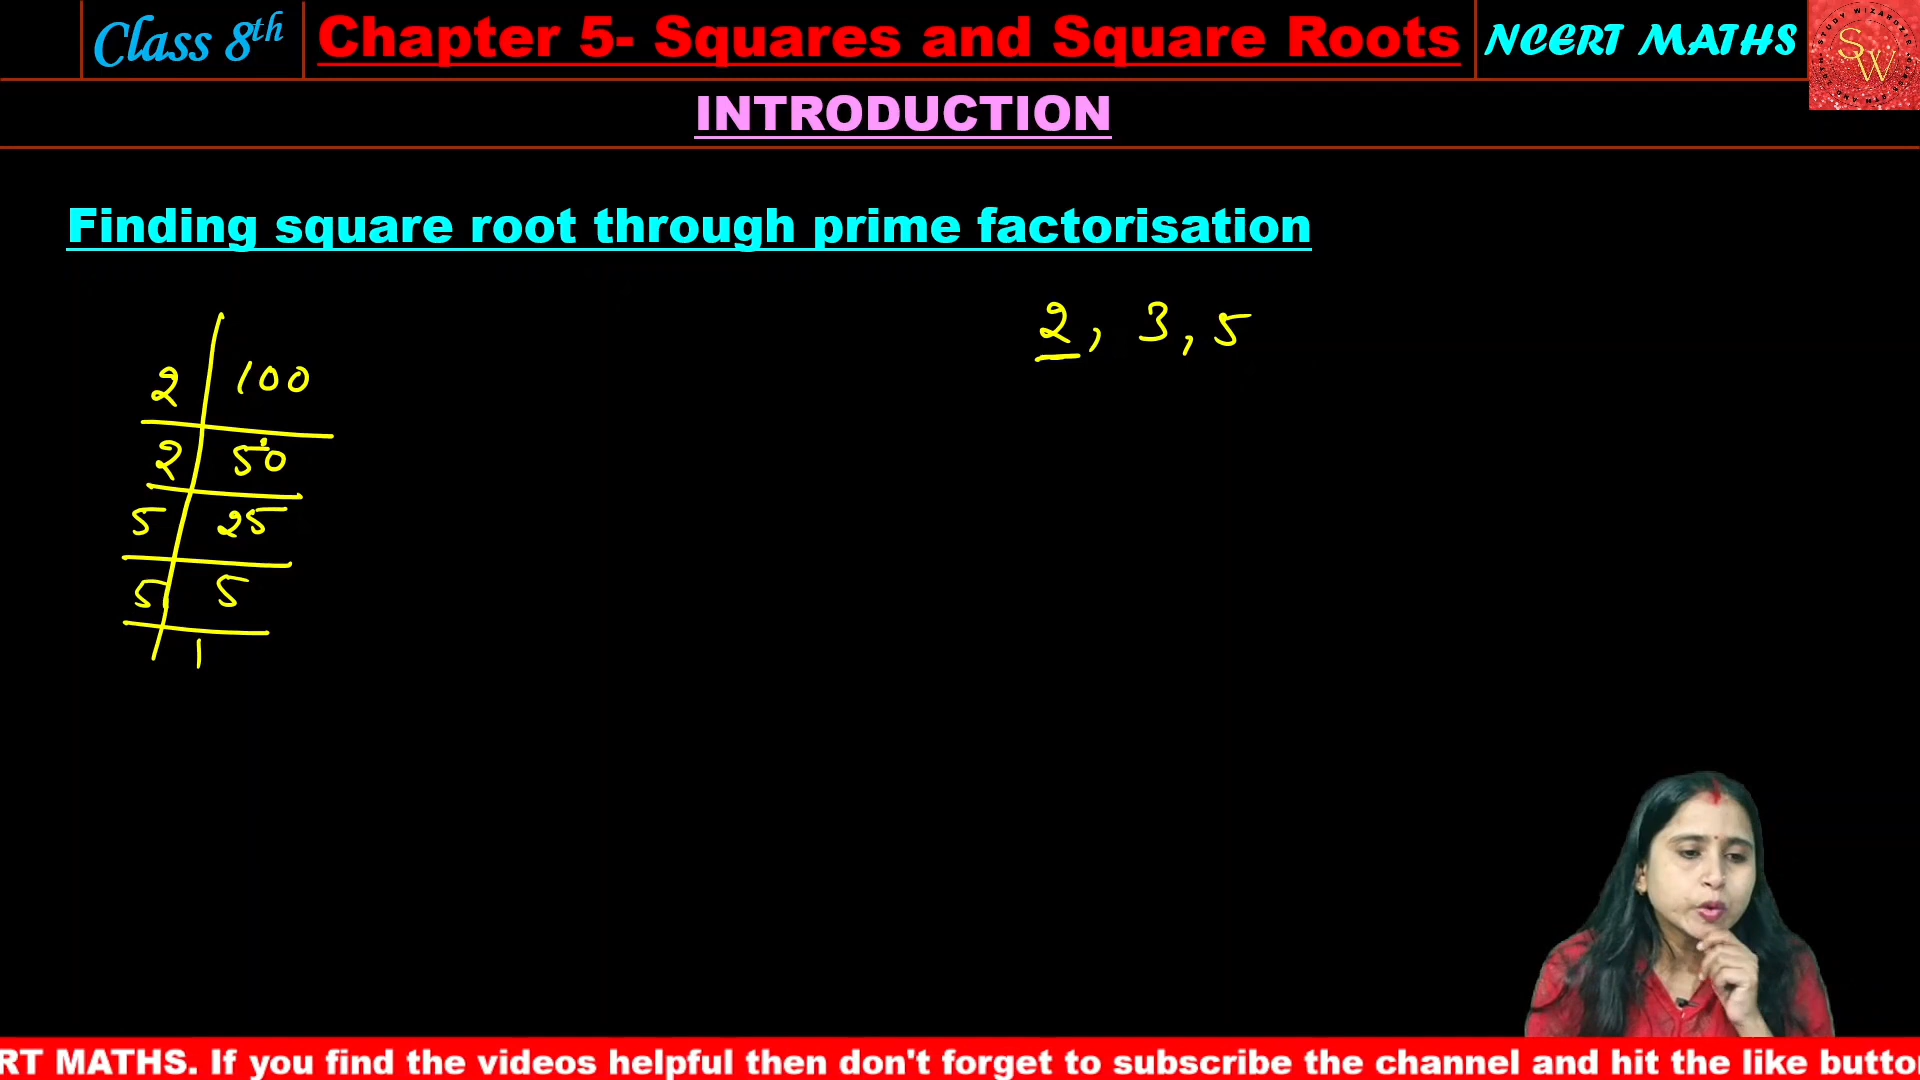 Class 8th
Chapter 5- Squares and Square Roots
NCERT MATHS
SW
INTRODUCTION
Finding square root through prime factorisation
2, 3, 5
2 100
2 50
5 25
5 5
1
RT MATHS. If you find the videos helpful then don't forget to subscribe the channel and hit the like butto